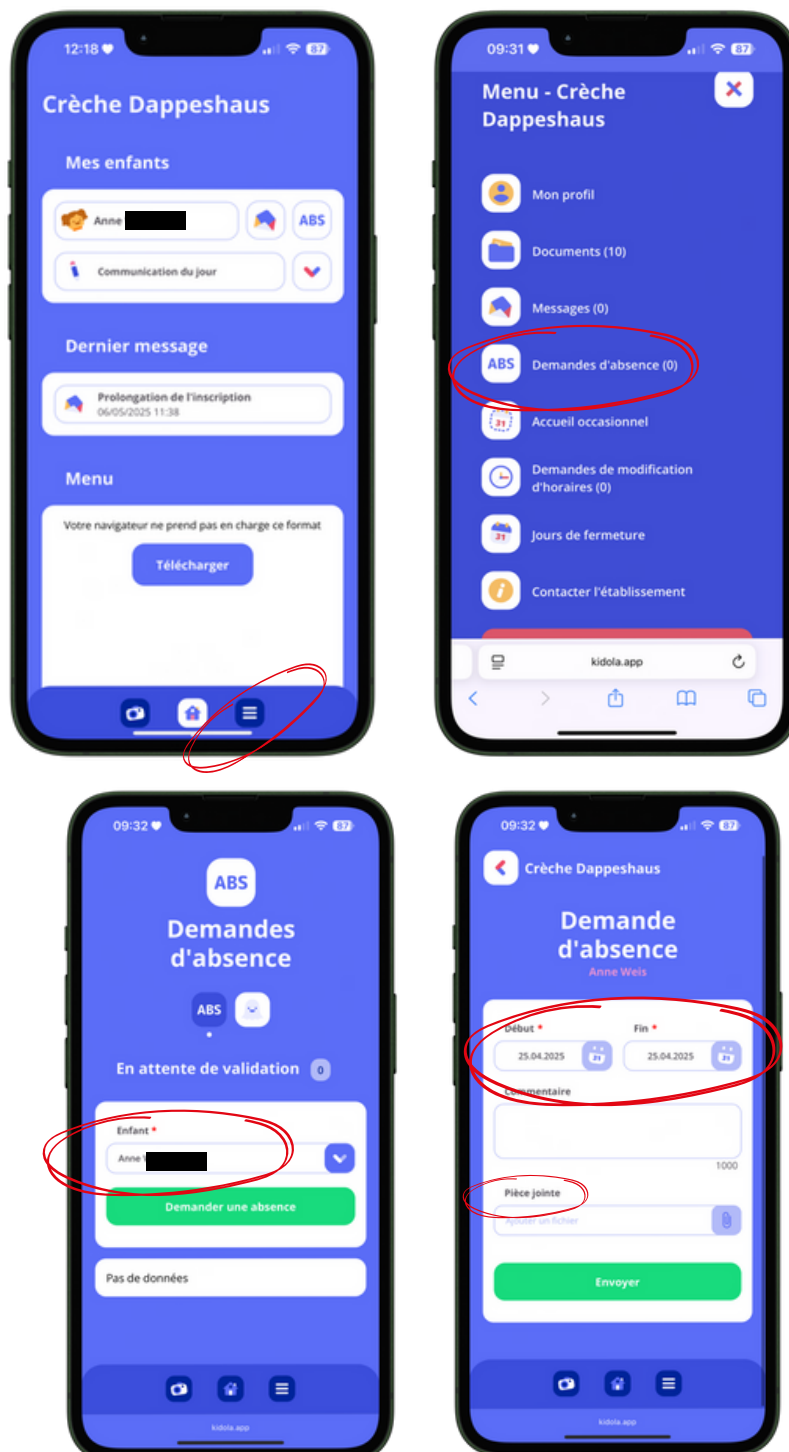 12:18
87
Crèche Dappeshaus
Mes enfants
Anne
ABS
Communication du jour
Dernier message
Prolongation de l'inscription
06/05/2025 11:38
Menu
Votre navigateur ne prend pas en charge ce format
Télécharger
09:31
87
Menu - Crèche
Dappeshaus
Mon profil
Documents (10)
Messages (0)
ABS
Demandes d'absence (0)
31
Accueil occasionnel
Demandes de modification
d'horaires (0)
31
Jours de fermeture
Contacter l'établissement
kidola.app
09:32
87
ABS
Demandes
d'absence
ABS
En attente de validation 0
Enfant *
Anne
Demander une absence
Pas de données
kidola.app
09:32
87
Crèche Dappeshaus
Demande
d'absence
Anne Weis
Début * Fin *
25.04.2025 31 25.04.2025 31
Commentaire
1000
Pièce jointe
Ajouter un fichier
Envoyer
kidola.app